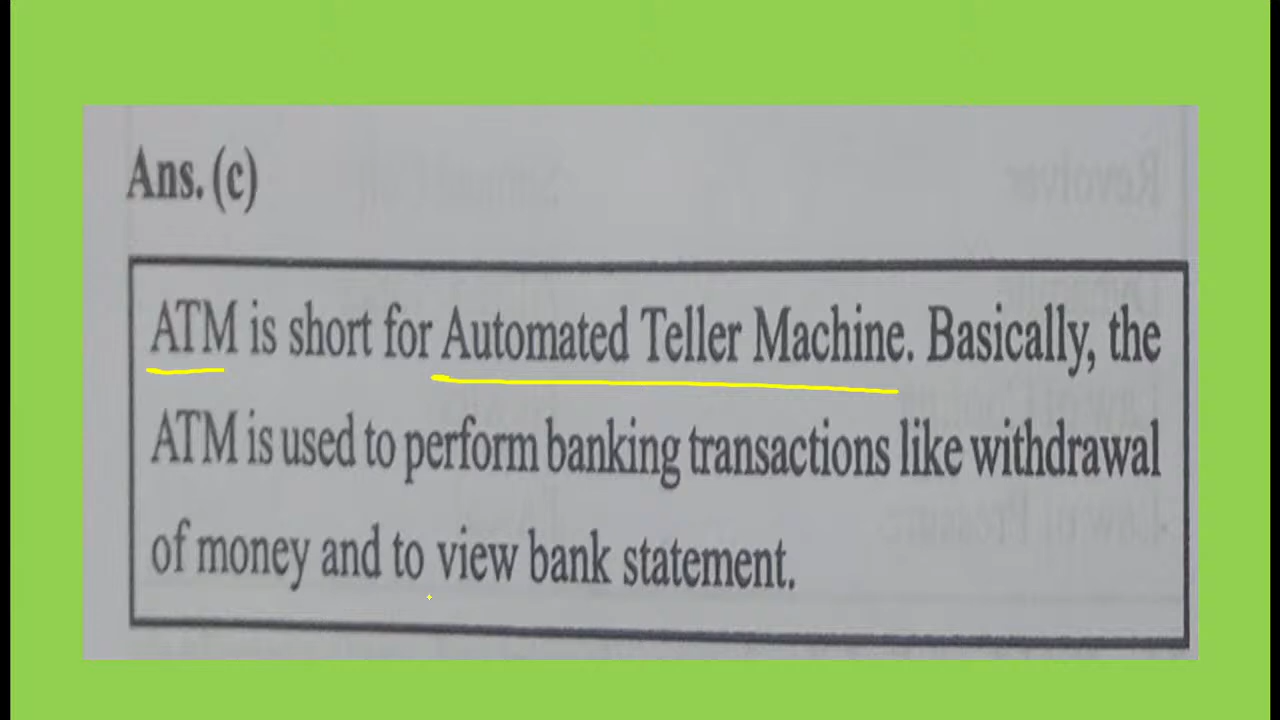 Ans. (c)
ATM is short for Automated Teller Machine. Basically, the
ATM is used to perform banking transactions like withdrawal
of money and to view bank statement.